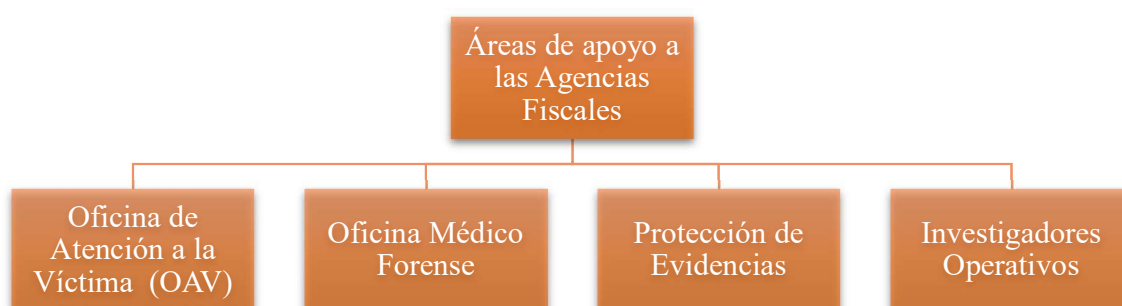 Áreas de apoyo a
las Agencias
Fiscales
Oficina de
Atención a la
Víctima (OAV)
Oficina Médico
Forense
Protección de
Evidencias
Investigadores
Operativos